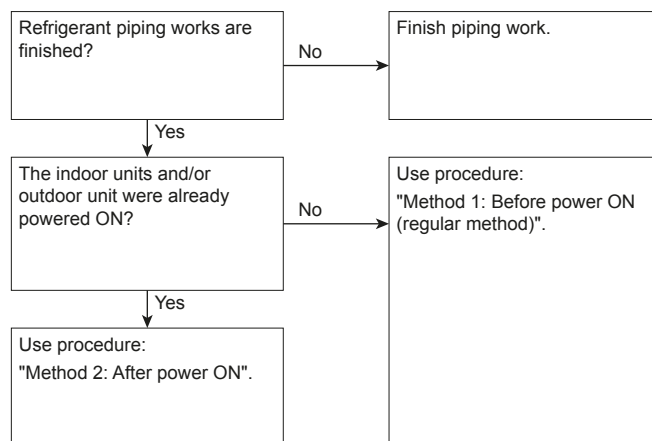 Refrigerant piping works are
finished?
No
Finish piping work.
Yes
The indoor units and/or
outdoor unit were already
powered ON?
No
Use procedure:
"Method 1: Before power ON
(regular method)".
Yes
Use procedure:
"Method 2: After power ON".